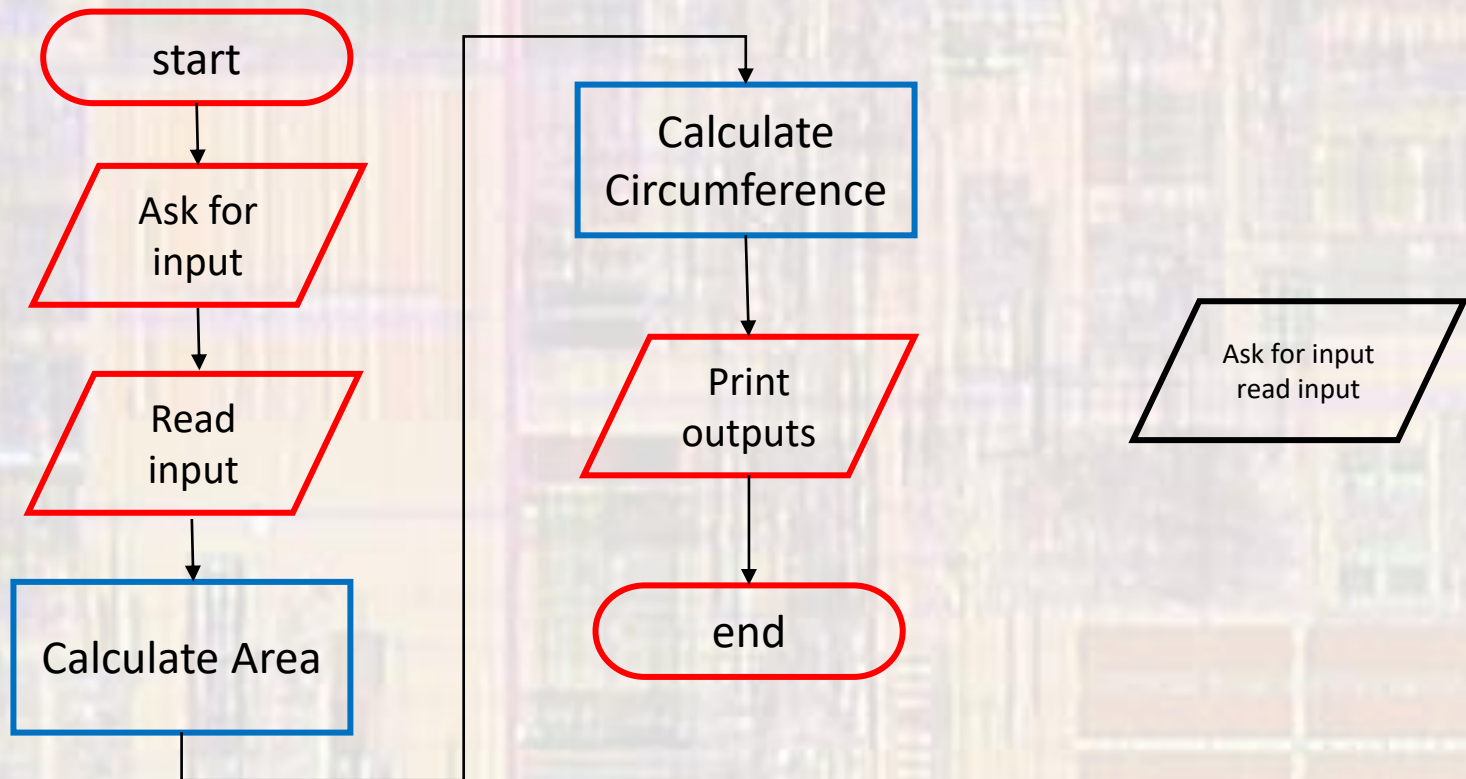 start
Ask for
input
Read
input
Calculate Area
Calculate
Circumference
Print
outputs
end
Ask for input
read input